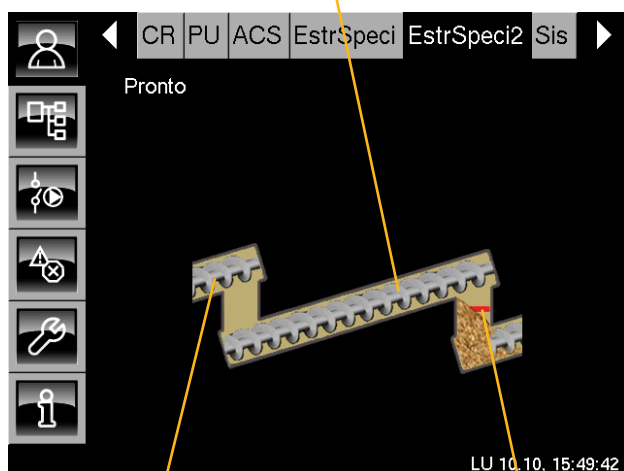 CR PU ACS EstrSpeci EstrSpeci2 Sis
Pronto
LU 10.10, 15:49:42